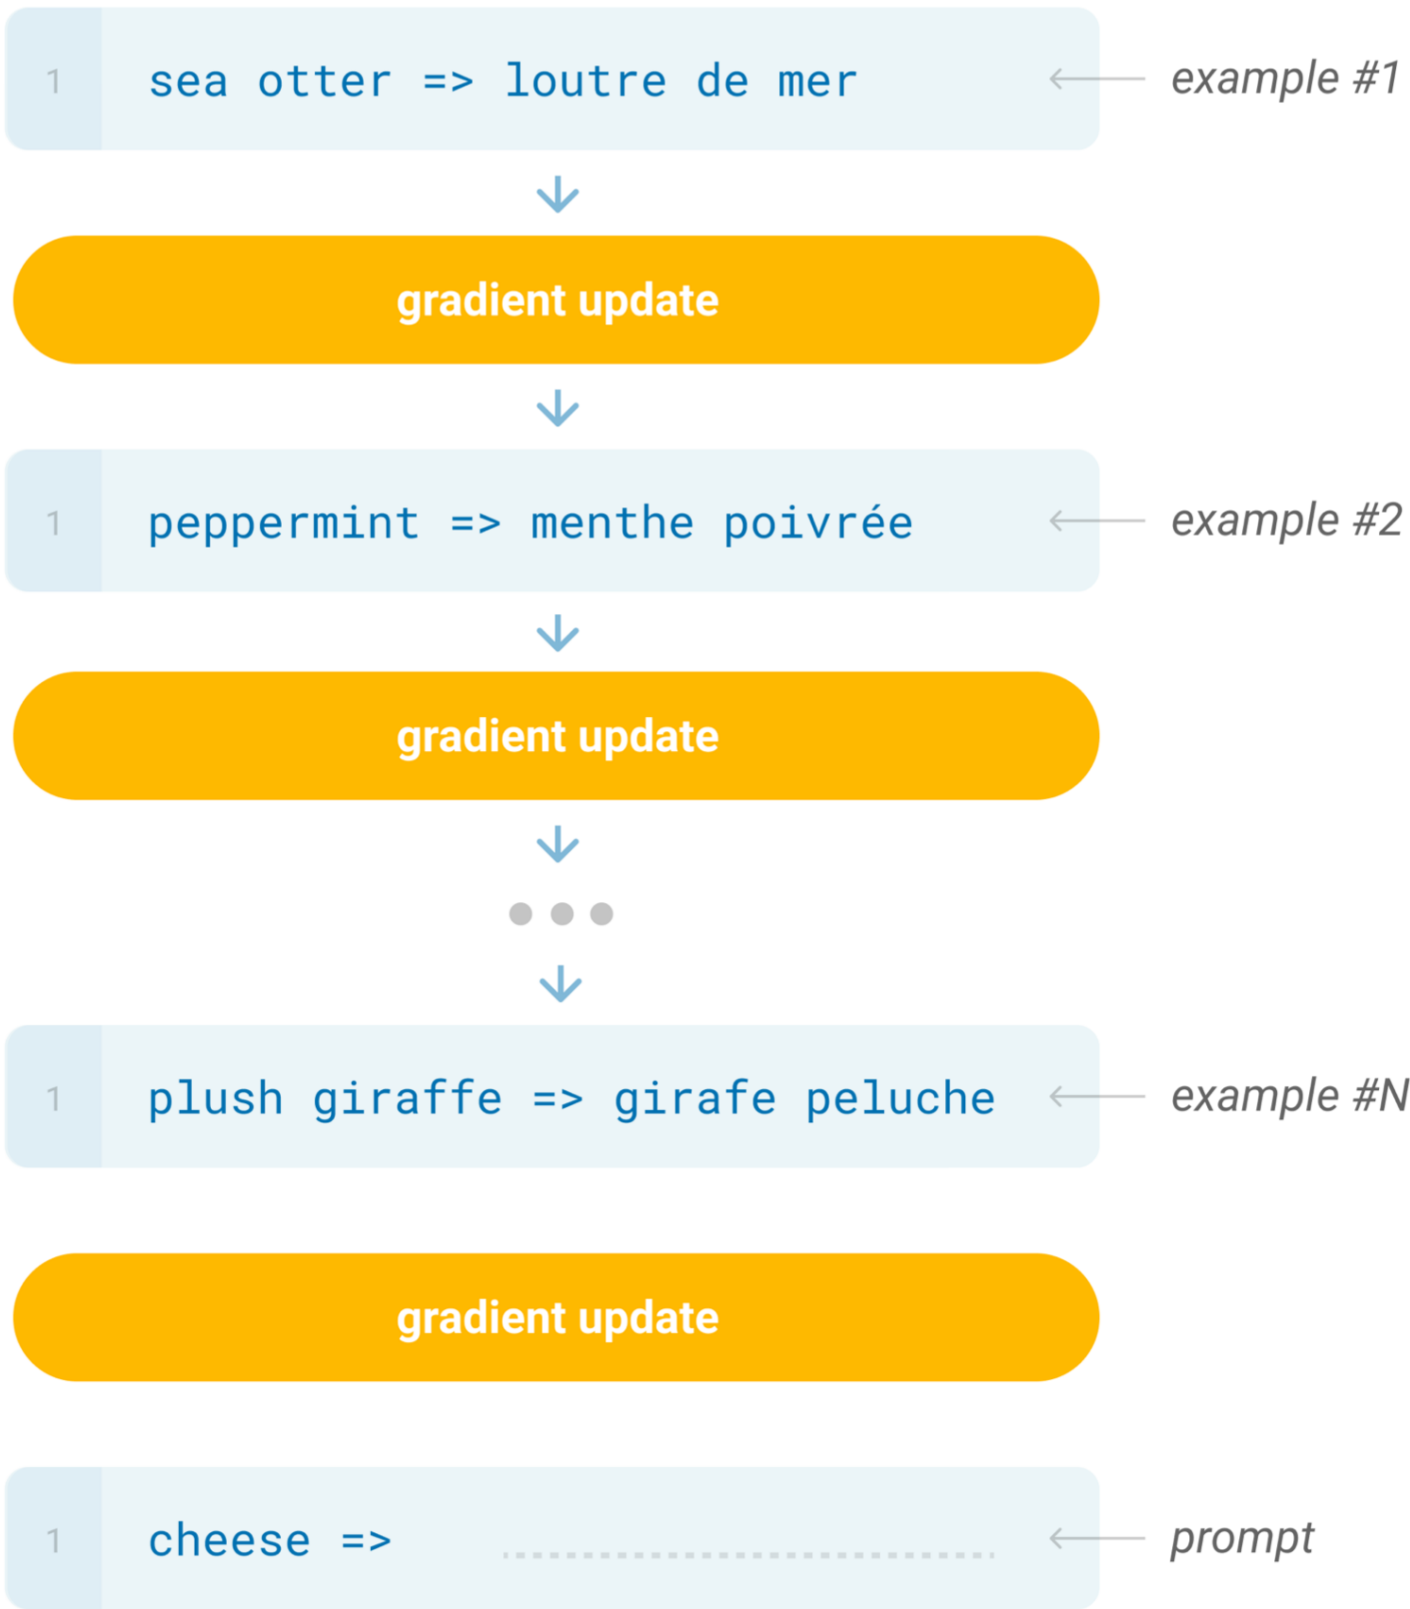 1 sea otter => loutre de mer example #1
gradient update
1 peppermint => menthe poivrée example #2
gradient update
1 plush giraffe => girafe peluche example #N
gradient update
1 cheese => prompt